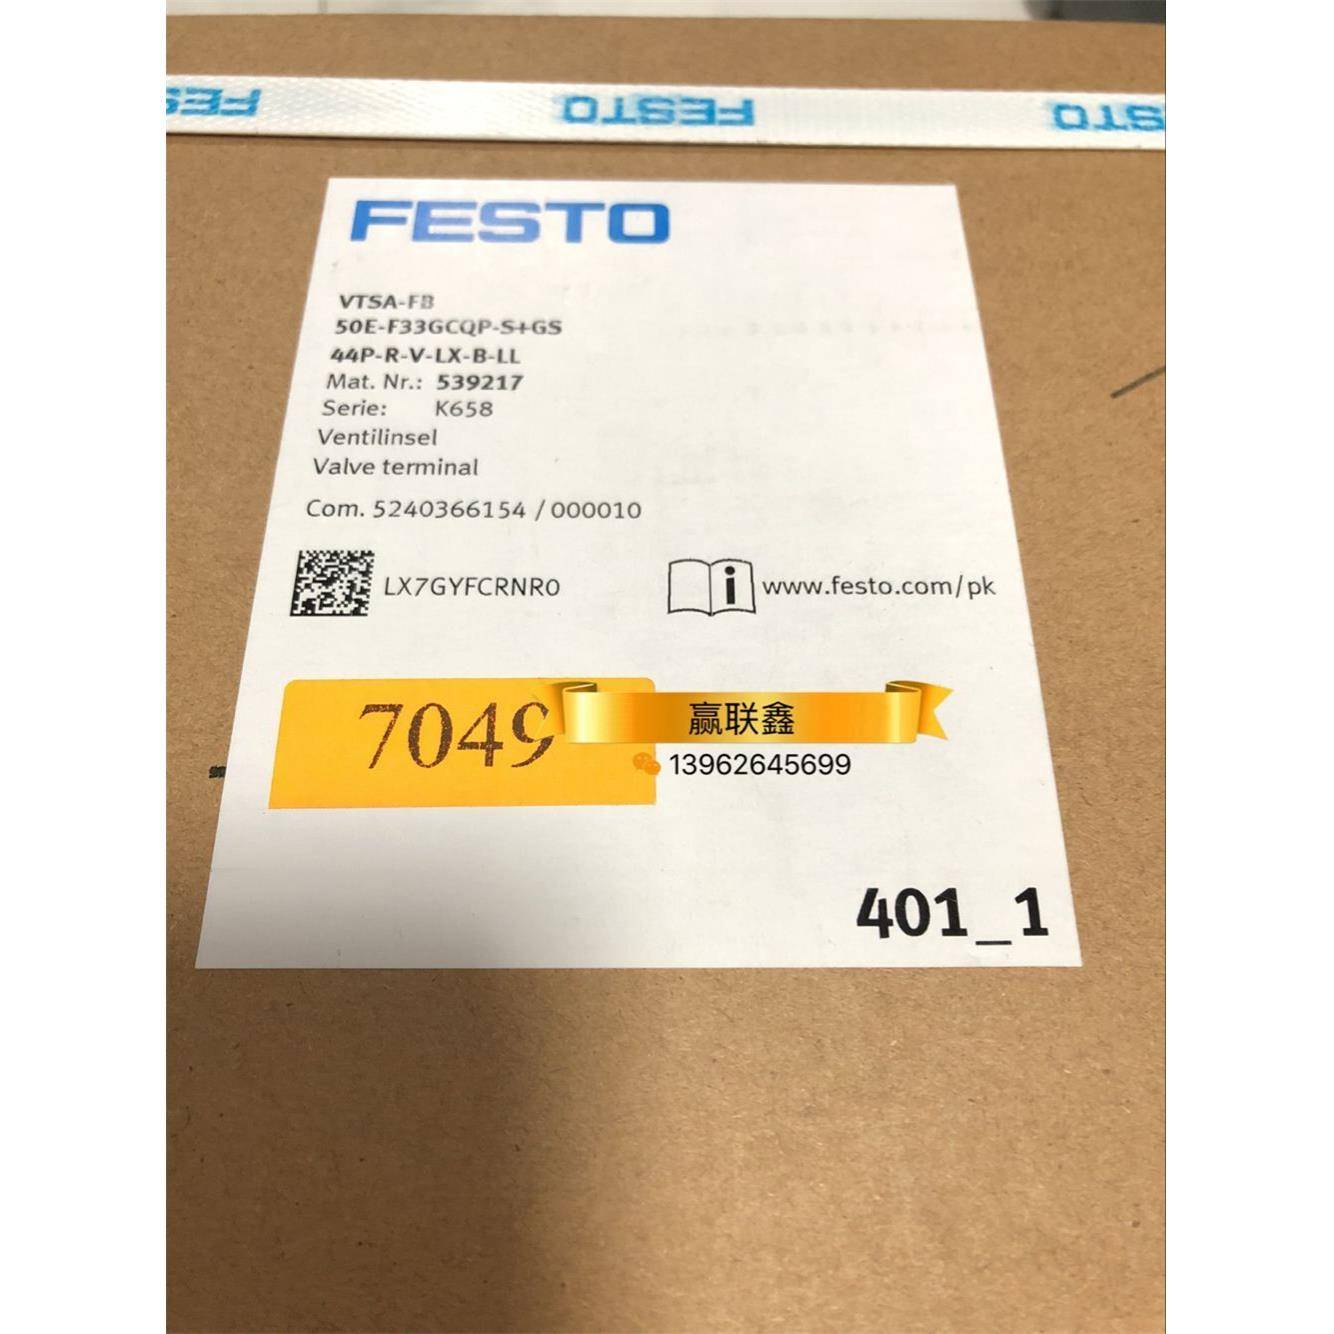 FESTO FESTO FESTO
FESTO
VTSA-FB
50E-F33GCQP-S+GS
44P-R-V-LX-B-LL
Mat. Nr.: 539217
Serie: K658
Ventilinsel
Valve terminal
Com. 5240366154 / 000010
LX7GYFCRNR0
i www.festo.com/pk
7049
赢联鑫
13962645699
401_1